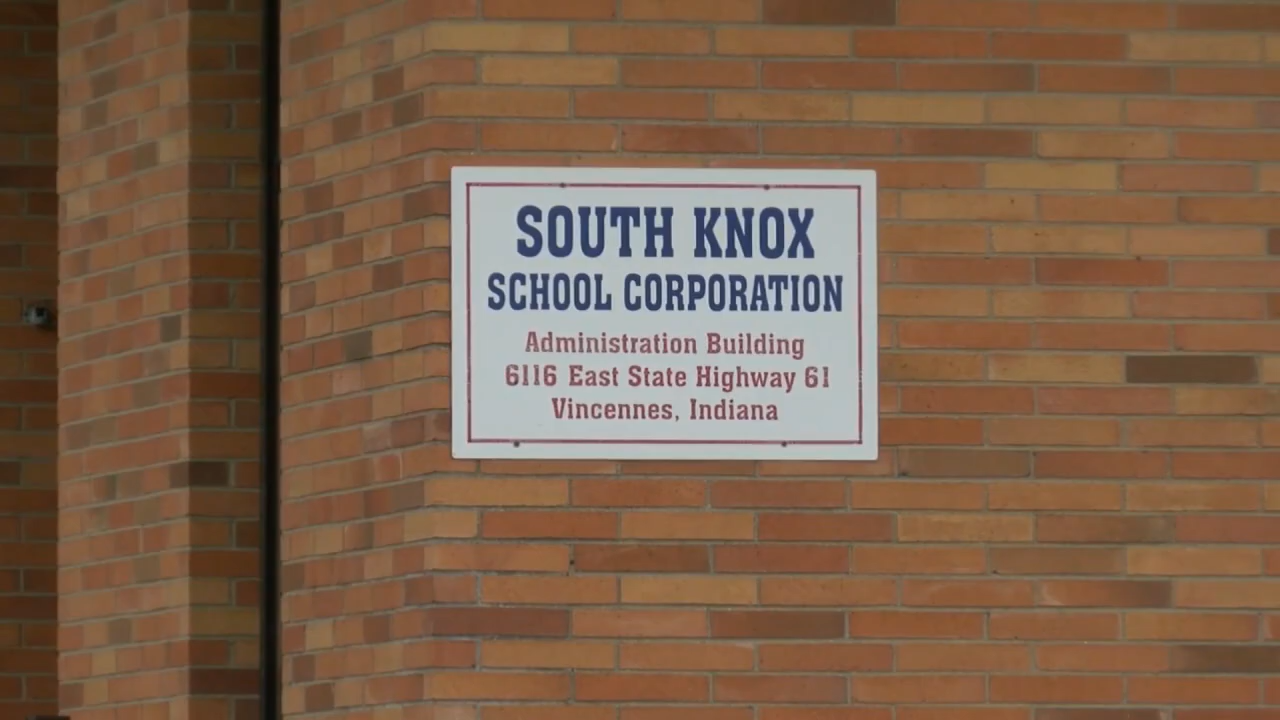 SOUTH KNOX
SCHOOL CORPORATION
Administration Building
6116 East State Highway 61
Vincennes, Indiana